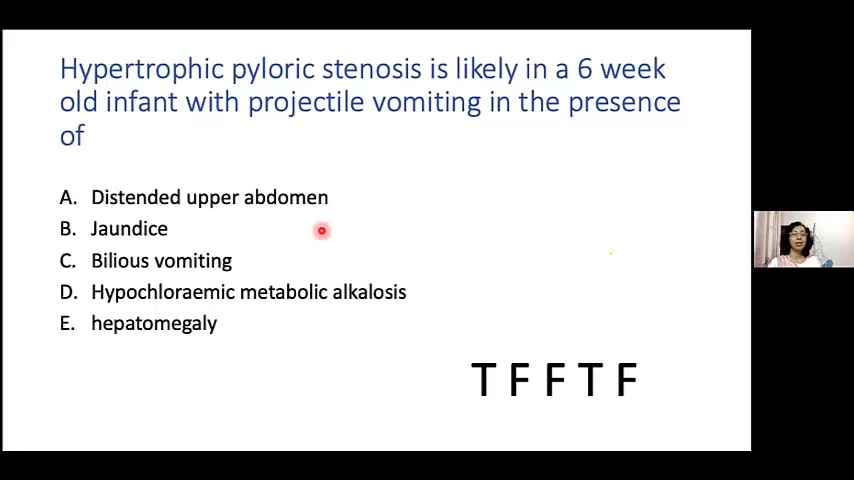 Hypertrophic pyloric stenosis is likely in a 6 week
old infant with projectile vomiting in the presence
of
A. Distended upper abdomen
B. Jaundice
C. Bilious vomiting
D. Hypochloraemic metabolic alkalosis
E. hepatomegaly
T F F T F